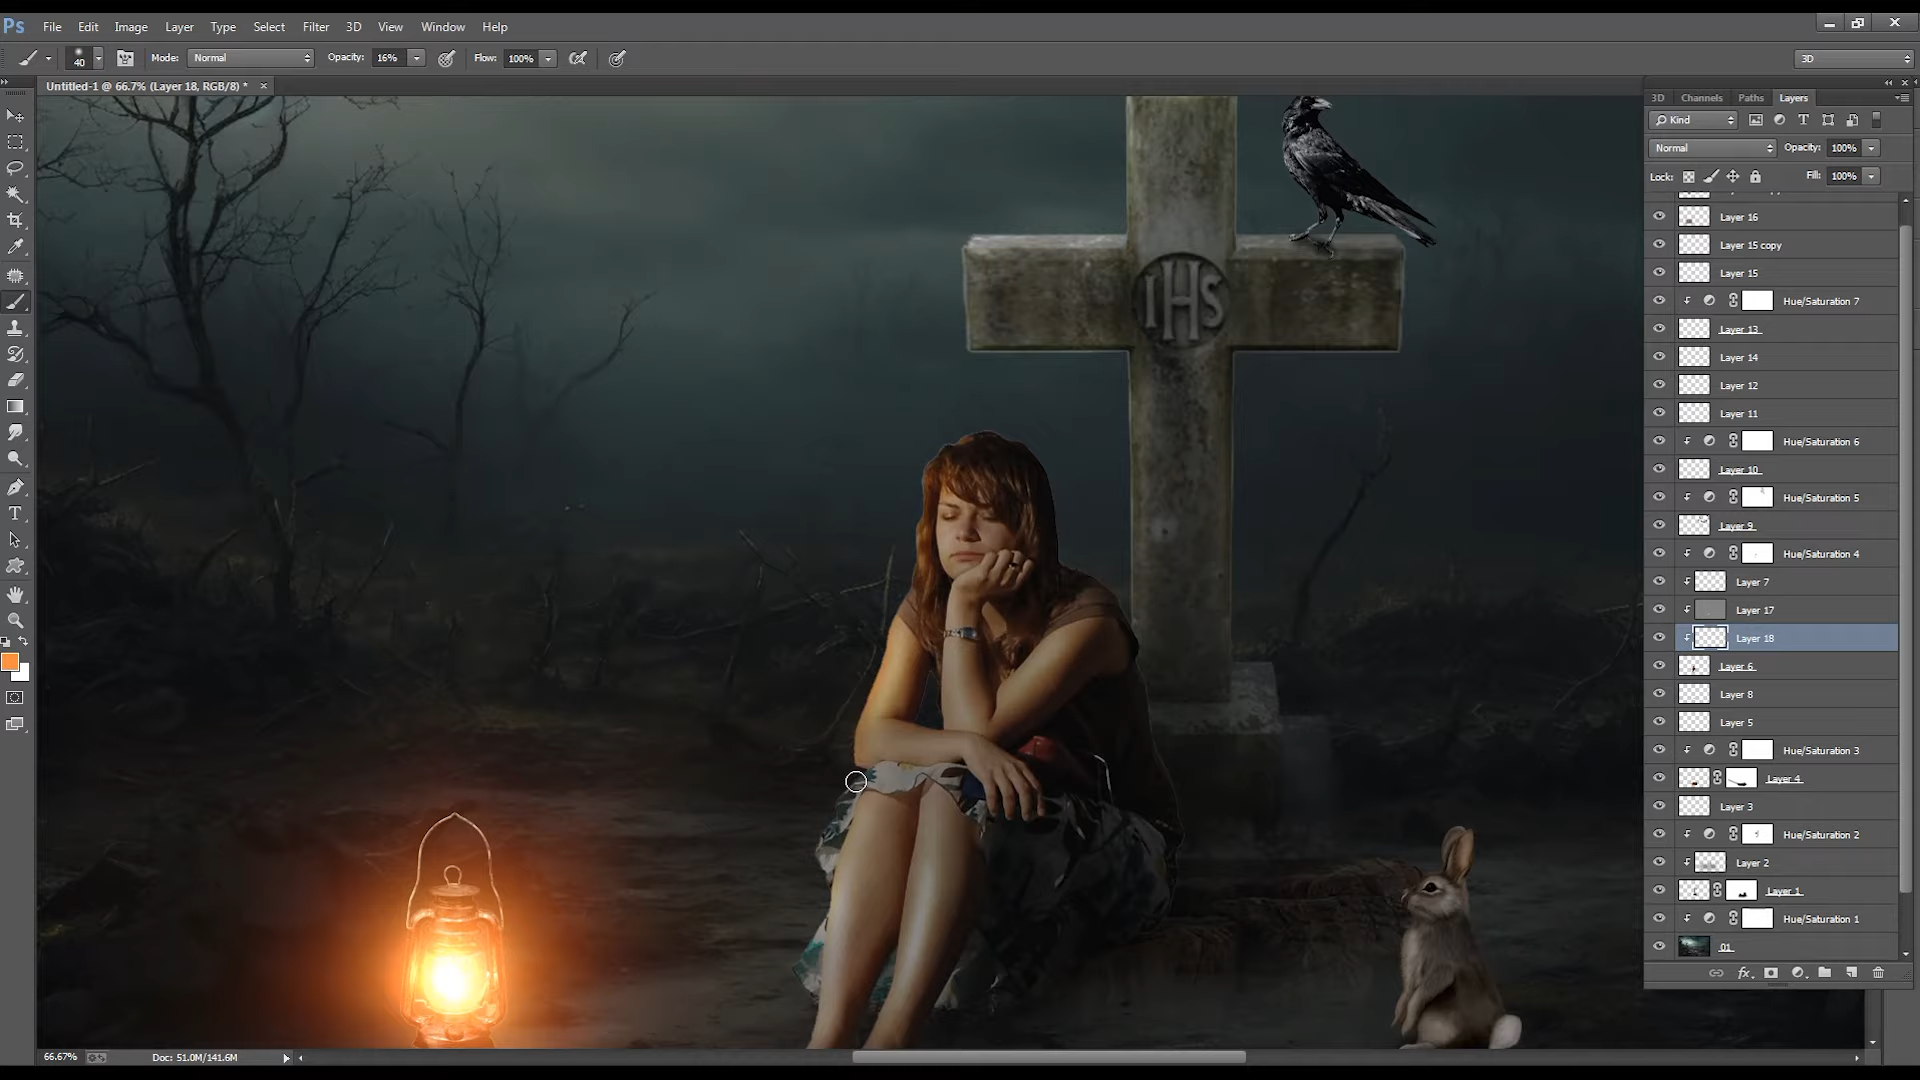 Ps File Edit Image Layer Type Select Filter 3D View Window Help
40 Mode: Normal Opacity: 16% Flow: 100% 3D
Untitled-1 @ 66.7% (Layer 18, RGB/8) * ×
3D Channels Paths Layers
Kind
Normal Opacity: 100%
Lock: Fill: 100%
Layer 16
Layer 15 copy
Layer 15
Hue/Saturation 7
Layer 13
Layer 14
Layer 12
Layer 11
Hue/Saturation 6
Layer 10
Hue/Saturation 5
Layer 9
Hue/Saturation 4
Layer 7
Layer 17
Layer 18
Layer 6
Layer 8
Layer 5
Hue/Saturation 3
Layer 4
Layer 3
Hue/Saturation 2
Layer 2
Layer 1
Hue/Saturation 1
01
fx
IHS
66.67% Doc: 51.0M/141.6M